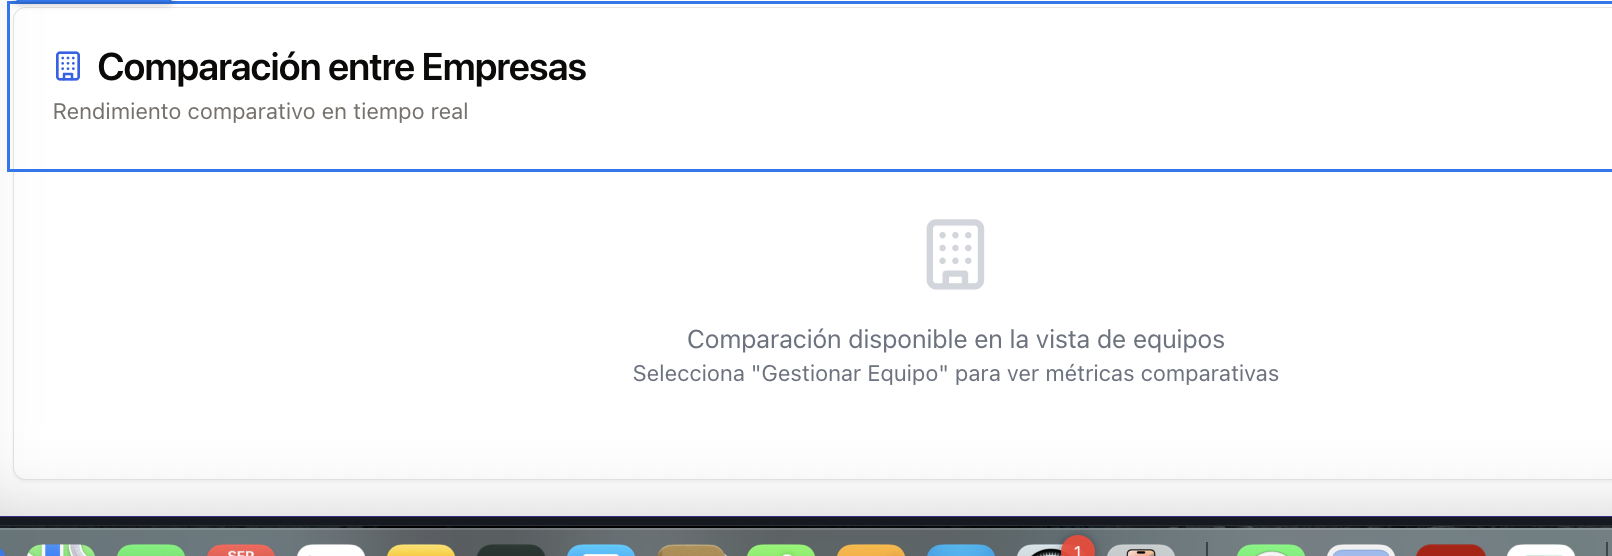 Comparación entre Empresas
Rendimiento comparativo en tiempo real
Comparación disponible en la vista de equipos
Selecciona "Gestionar Equipo" para ver métricas comparativas
SEP
1